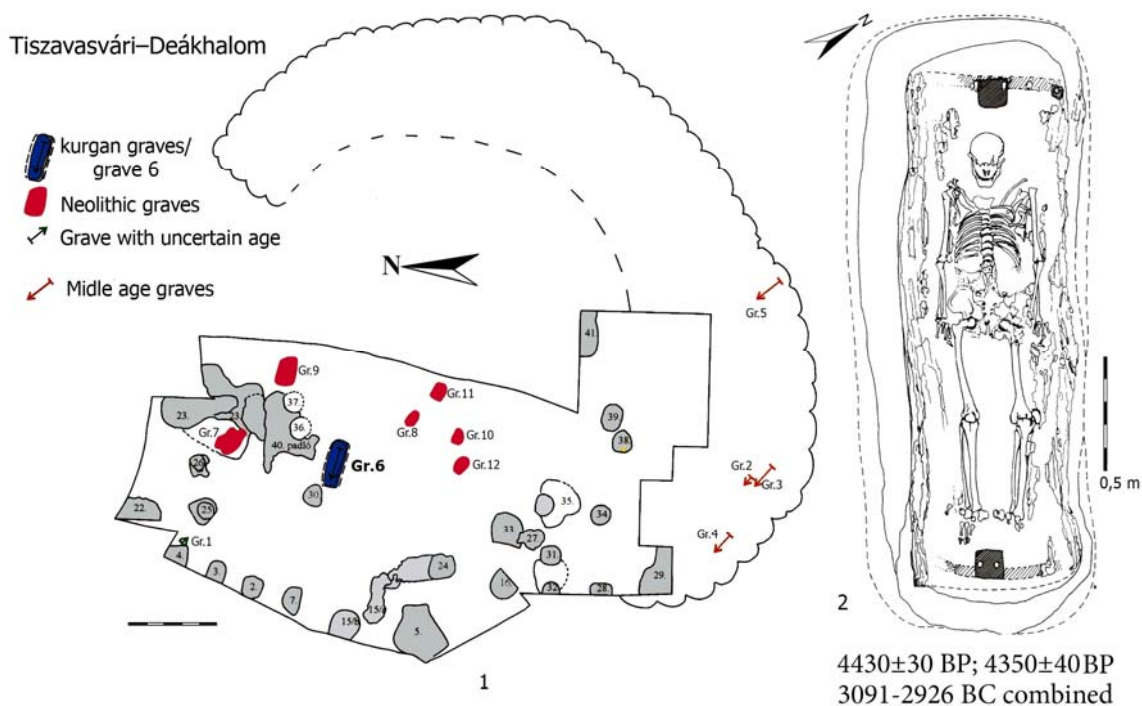 Tiszavasvári–Deákhalom
kurgan graves/
grave 6
Neolithic graves
Grave with uncertain age
Midle age graves
N
N
Gr.5
41.
Gr.9
Gr.11
37.
23.
23.
Gr.8
39.
Gr.7
36.
40. padló
Gr.10
38.
Gr.6
Gr.12
26.
Gr.2
Gr.3
30.
35.
22.
25.
34.
33.
Gr.4
27.
Gr.1
4.
31.
3.
24.
16.
29.
2.
32.
28.
7.
15/a
15/B
5.
0,5 m
1
2
4430±30 BP; 4350±40BP
3091-2926 BC combined